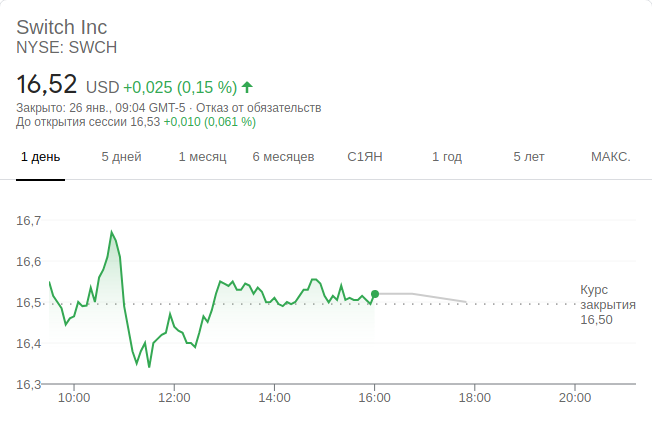 Switch Inc
NYSE: SWCH
16,52 USD +0,025 (0,15 %)
Закрыто: 26 янв., 09:04 GMT-5 · Отказ от обязательств
До открытия сессии 16,53 +0,010 (0,061 %)
1 день 5 дней 1 месяц 6 месяцев С1ЯН 1 год 5 лет МАКС.
16,7
16,6
16,5
16,4
16,3
Курс
закрытия
16,50
10:00 12:00 14:00 16:00 18:00 20:00